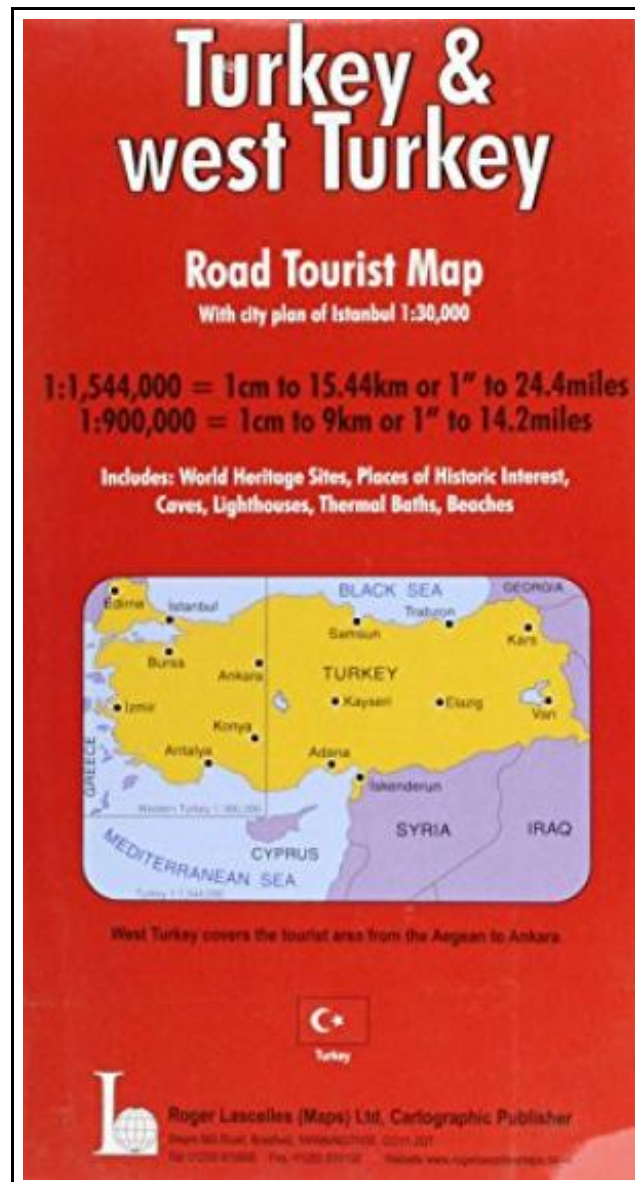 Turkey &
west Turkey
Road Tourist Map
With city plan of Istanbul 1:30,000
1:1,544,000 = 1cm to 15.44km or 1" to 24.4miles
1:900,000 = 1cm to 9km or 1" to 14.2miles
Includes: World Heritage Sites, Places of Historic Interest,
Caves, Lighthouses, Thermal Baths, Beaches
BLACK SEA
GEORGIA
Edirne
Istanbul
Samsun
Trabzon
Kars
Bursa
Ankara
TURKEY
Izmir
Kayseri
Elazig
Van
Konya
Antalya
Adana
GREECE
Iskenderun
Western Turkey
SYRIA
IRAQ
CYPRUS
MEDITERRANEAN SEA
Turkey
West Turkey covers the tourist area from the Aegean to Ankara
Turkey
Roger Lascelles (Maps) Ltd, Cartographic Publisher